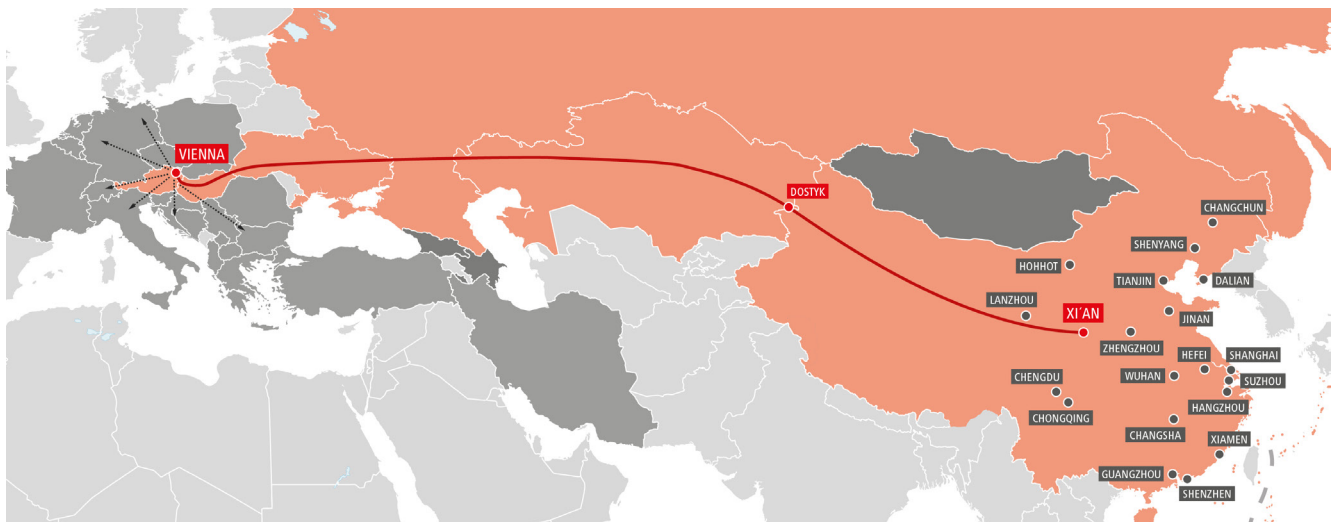 VIENNA
DOSTYK
CHANGCHUN
SHENYANG
HOHHOT
TIANJIN
DALIAN
LANZHOU
XI´AN
JINAN
ZHENGZHOU
HEFEI
SHANGHAI
WUHAN
SUZHOU
CHENGDU
HANGZHOU
CHONGQING
CHANGSHA
XIAMEN
GUANGZHOU
SHENZHEN